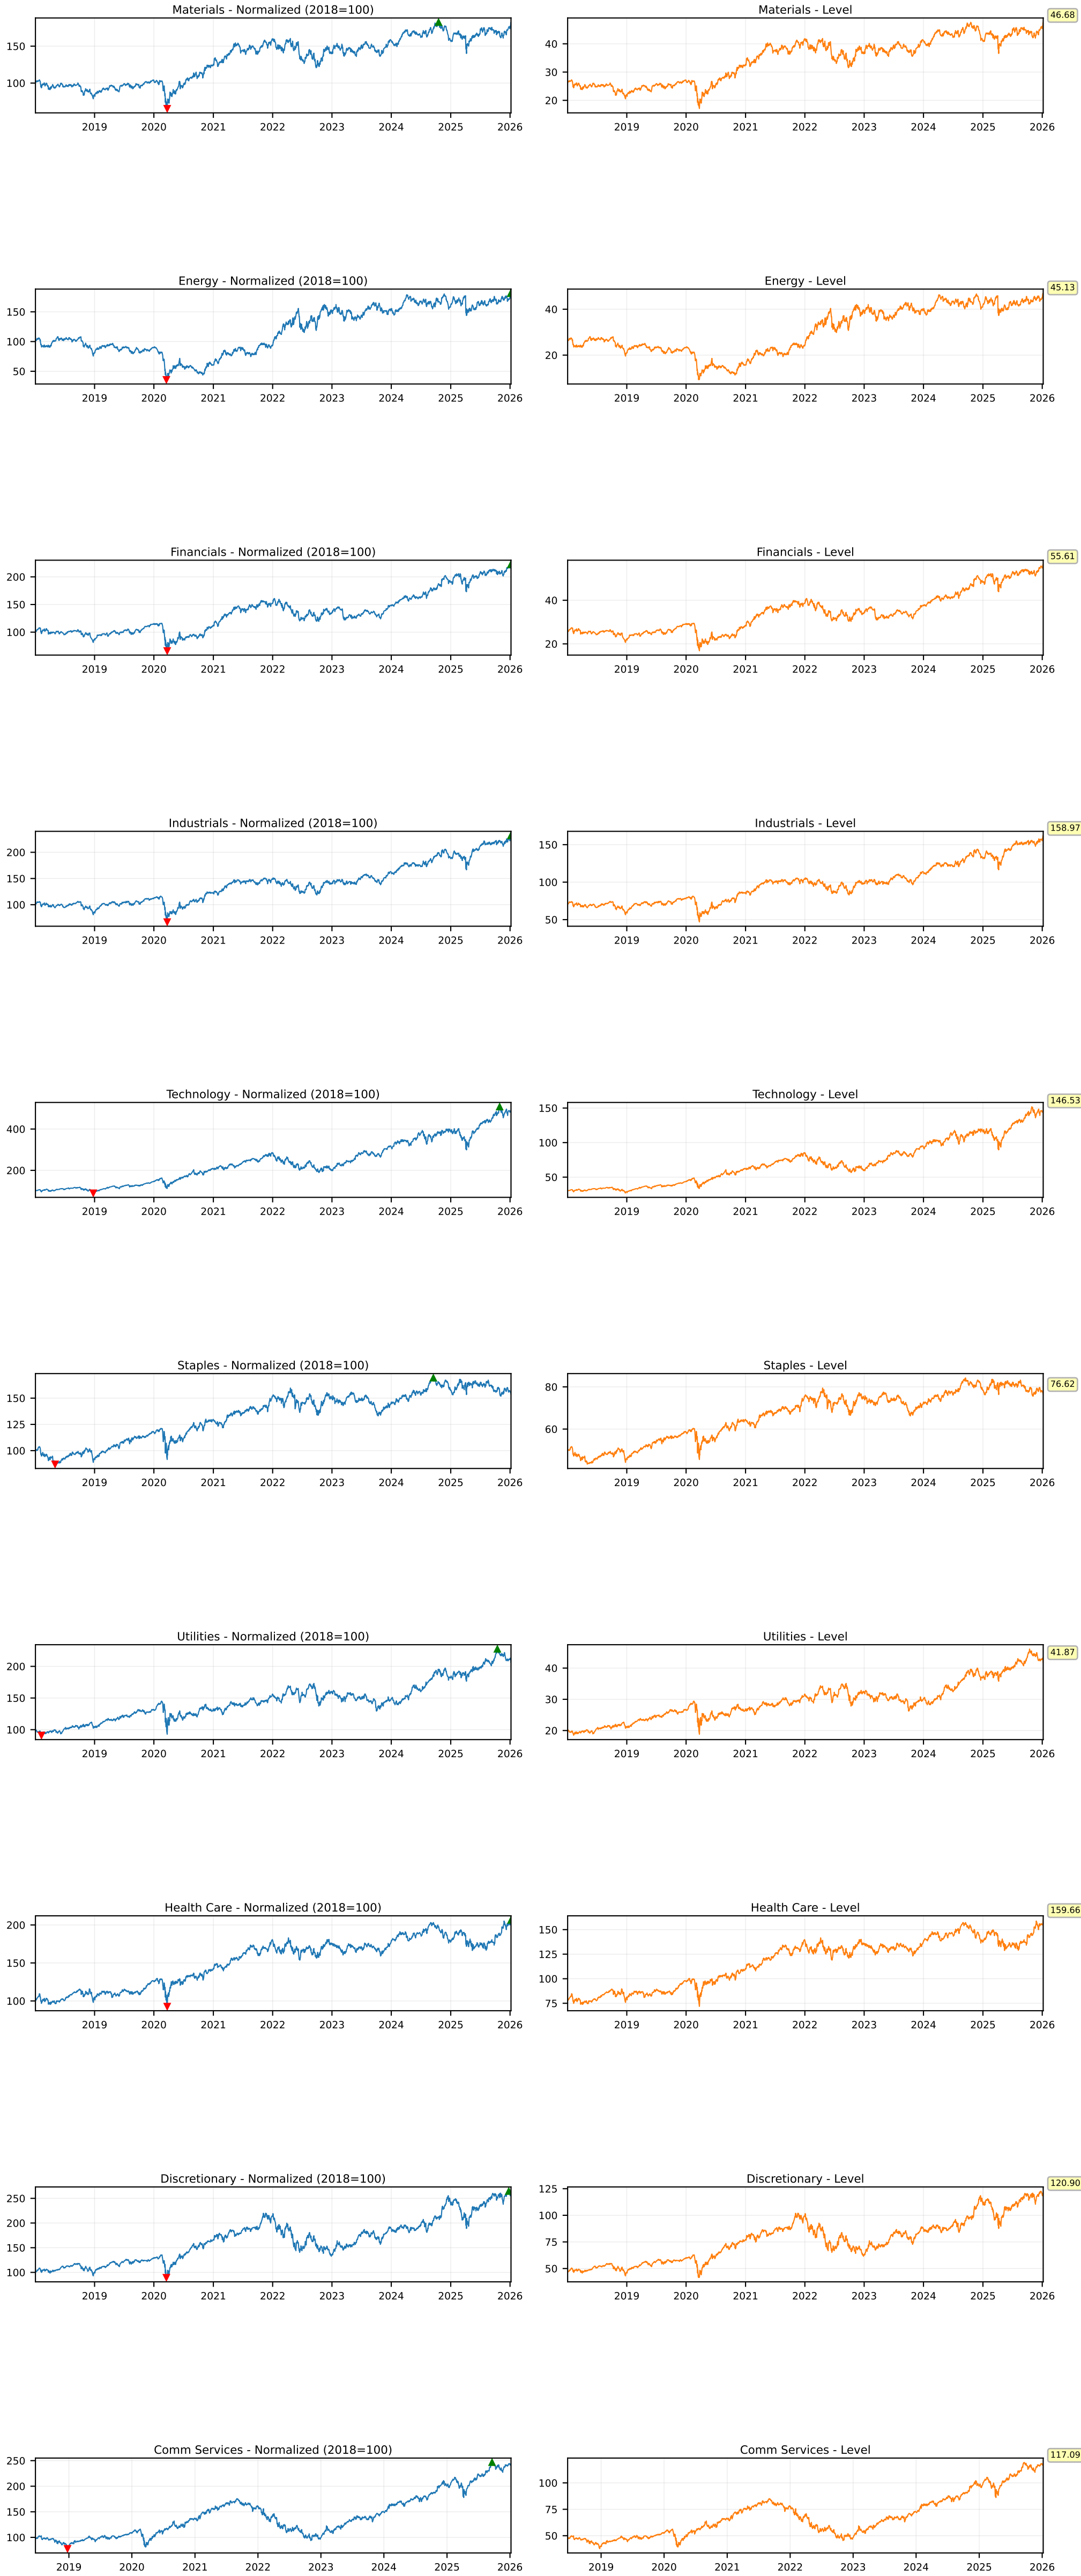 Materials - Normalized (2018=100)
Materials - Level
46.68
150
100
40
30
20
2019 2020 2021 2022 2023 2024 2025 2026
2019 2020 2021 2022 2023 2024 2025 2026
Energy - Normalized (2018=100)
Energy - Level
45.13
150
100
50
40
20
2019 2020 2021 2022 2023 2024 2025 2026
2019 2020 2021 2022 2023 2024 2025 2026
Financials - Normalized (2018=100)
Financials - Level
55.61
200
150
100
40
20
2019 2020 2021 2022 2023 2024 2025 2026
2019 2020 2021 2022 2023 2024 2025 2026
Industrials - Normalized (2018=100)
Industrials - Level
158.97
200
150
100
150
100
50
2019 2020 2021 2022 2023 2024 2025 2026
2019 2020 2021 2022 2023 2024 2025 2026
Technology - Normalized (2018=100)
Technology - Level
146.53
400
200
150
100
50
2019 2020 2021 2022 2023 2024 2025 2026
2019 2020 2021 2022 2023 2024 2025 2026
Staples - Normalized (2018=100)
Staples - Level
76.62
150
125
100
80
60
2019 2020 2021 2022 2023 2024 2025 2026
2019 2020 2021 2022 2023 2024 2025 2026
Utilities - Normalized (2018=100)
Utilities - Level
41.87
200
150
100
40
30
20
2019 2020 2021 2022 2023 2024 2025 2026
2019 2020 2021 2022 2023 2024 2025 2026
Health Care - Normalized (2018=100)
Health Care - Level
159.66
200
150
100
150
125
100
75
2019 2020 2021 2022 2023 2024 2025 2026
2019 2020 2021 2022 2023 2024 2025 2026
Discretionary - Normalized (2018=100)
Discretionary - Level
120.90
250
200
150
100
125
100
75
50
2019 2020 2021 2022 2023 2024 2025 2026
2019 2020 2021 2022 2023 2024 2025 2026
Comm Services - Normalized (2018=100)
Comm Services - Level
117.09
250
200
150
100
100
75
50
2019 2020 2021 2022 2023 2024 2025 2026
2019 2020 2021 2022 2023 2024 2025 2026